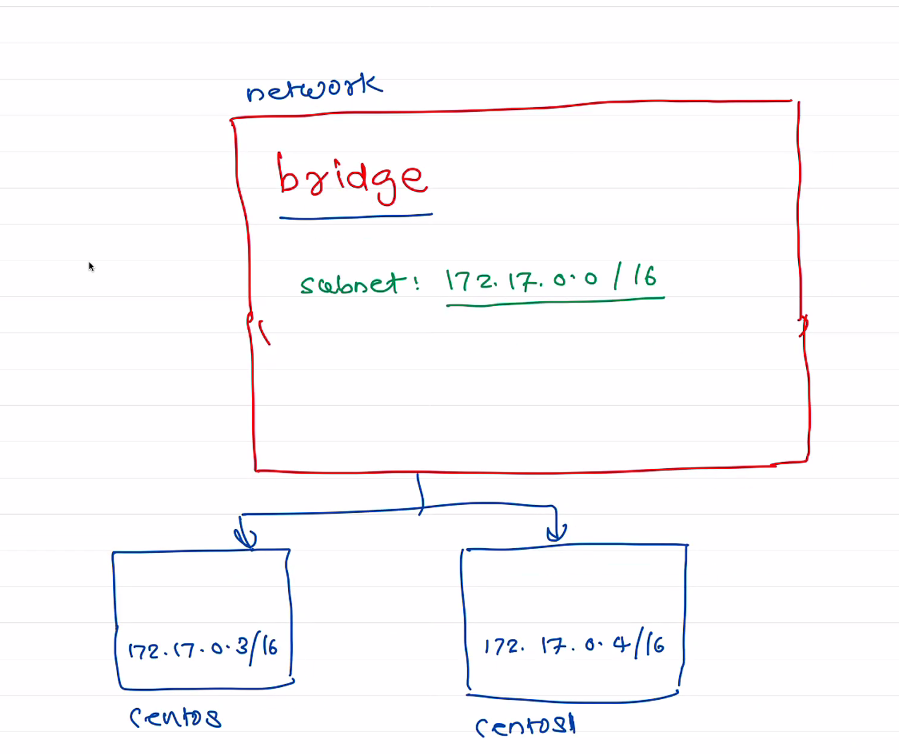 network
bridge
subnet: 172.17.0.0/16
172.17.0.3/16
172.17.0.4/16
centos
centos1